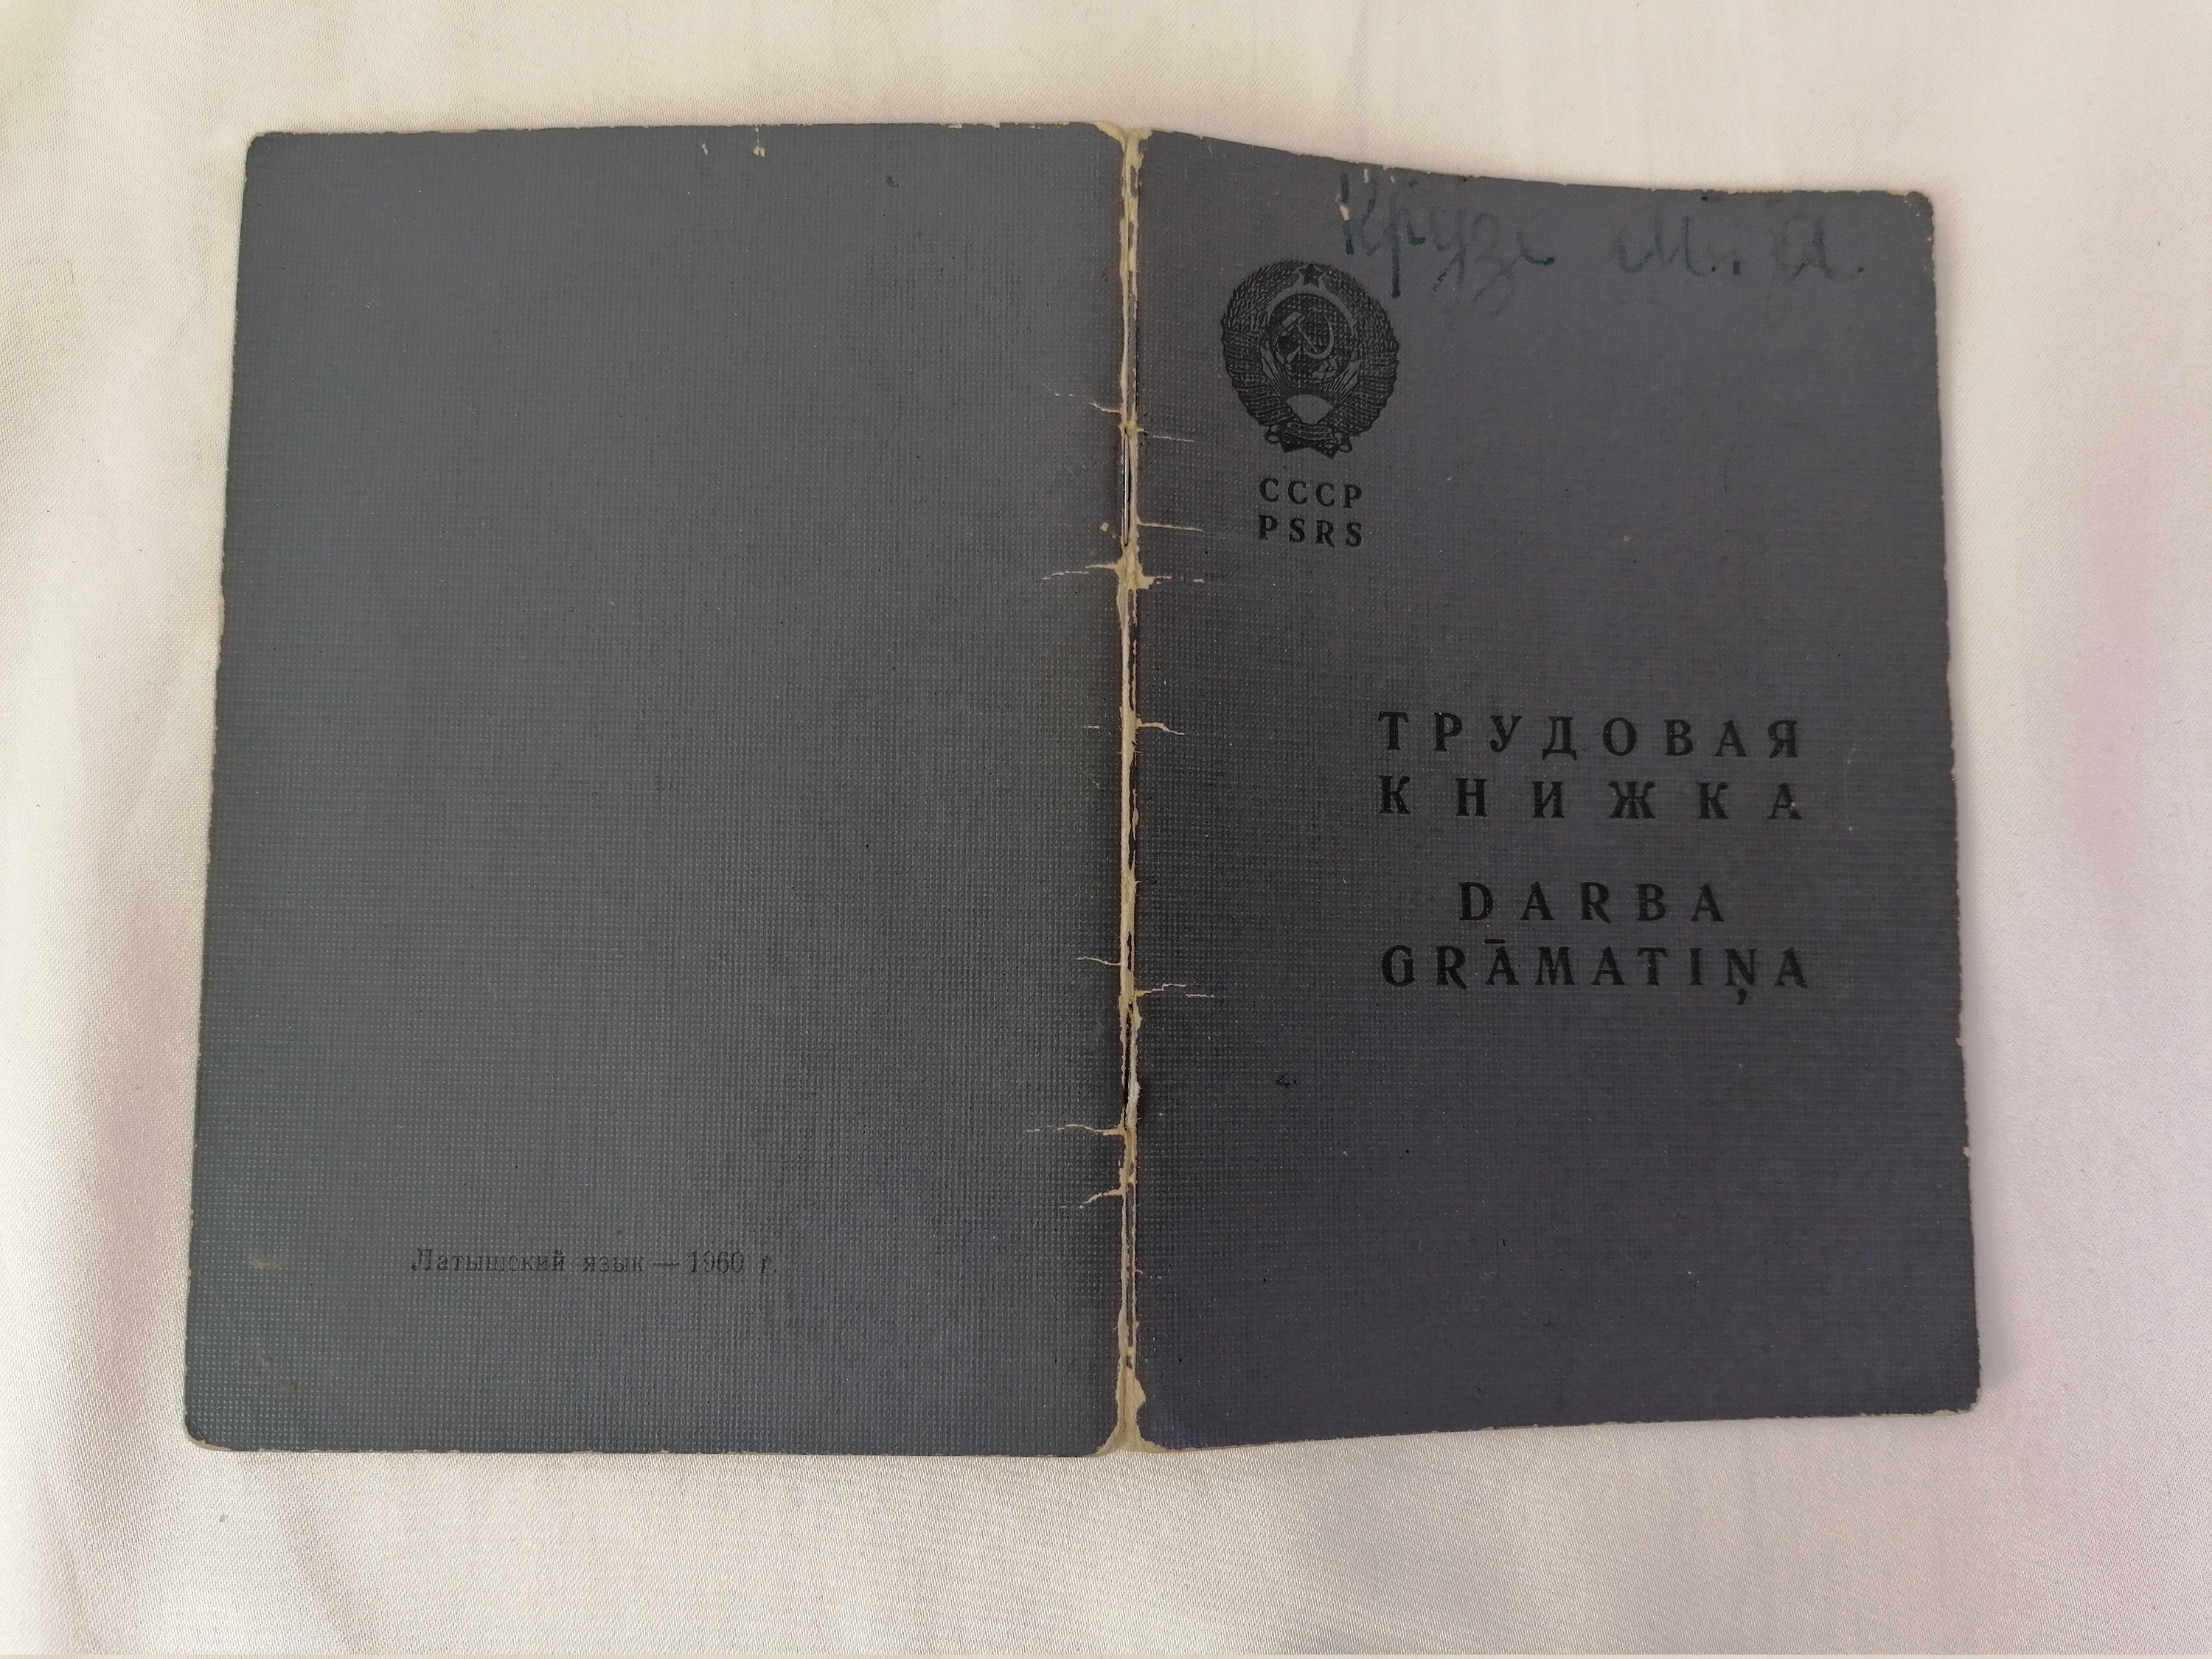 Крузе М. А.
СССР
PSRS
ТРУДОВАЯ
КНИЖКА
DARBA
GRĀMATIŅA
Латышский язык — 1960 г.